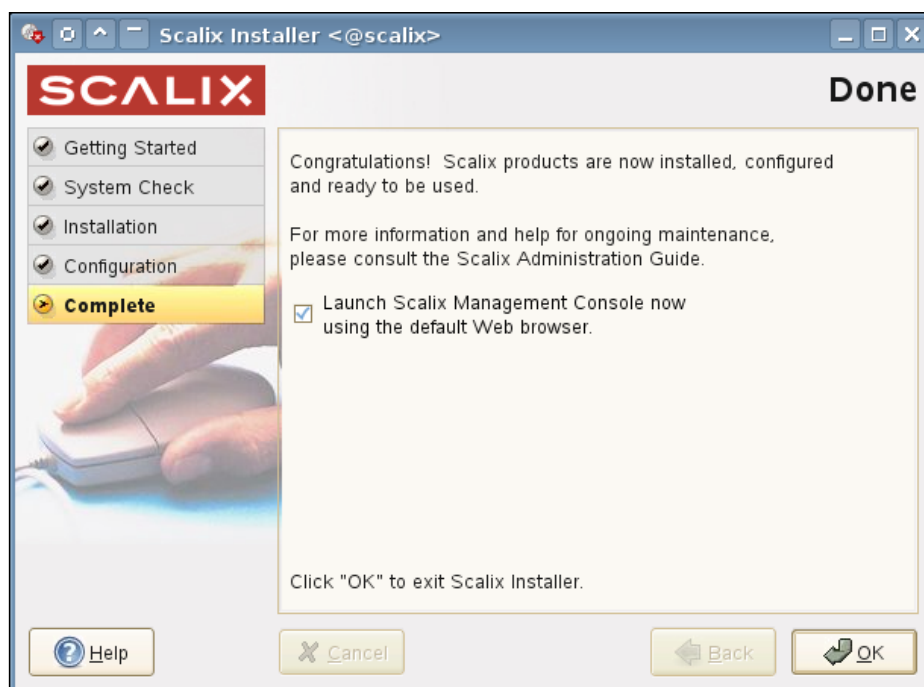 Scalix Installer <@scalix>
SCALIX
Done
Getting Started
System Check
Installation
Configuration
Complete
Congratulations!  Scalix products are now installed, configured
and ready to be used.
For more information and help for ongoing maintenance,
please consult the Scalix Administration Guide.
Launch Scalix Management Console now
using the default Web browser.
Click "OK" to exit Scalix Installer.
Help
Cancel
Back
OK